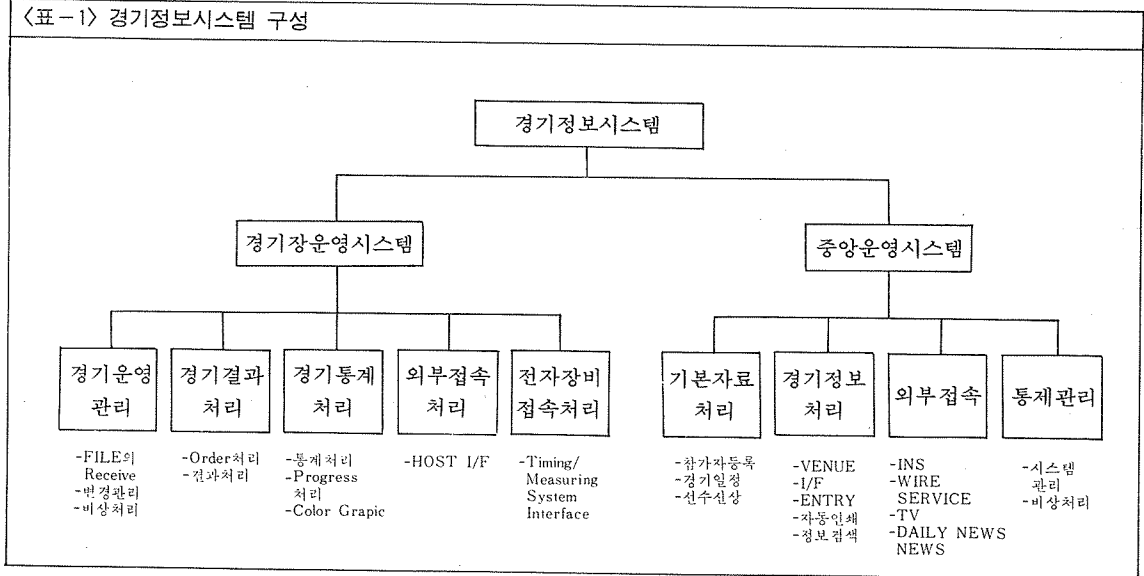 〈표-1〉 경기정보시스템 구성
경기정보시스템
경기장운영시스템
중앙운영시스템
경기운영
관리
경기결과
처리
경기통계
처리
외부접속
처리
전자장비
접속처리
기본자료
처리
경기정보
처리
외부접속
통제관리
-FILE의
Receive
-변경관리
-비상처리
-Order처리
-결과처리
-통계처리
-Progress
처리
-Color Grapic
-HOST I/F
-Timing/
Measuring
System
Interface
-참가자등록
-경기일정
-선수신상
-VENUE
-I/F
-ENTRY
-자동인쇄
-정보검색
-INS
-WIRE
SERVICE
-TV
-DAILY NEWS
NEWS
-시스템
관리
-비상처리